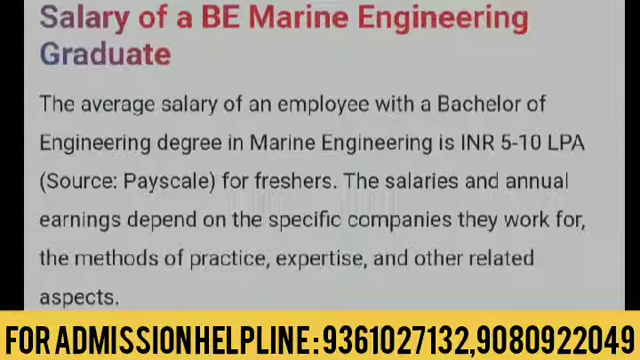 Salary of a BE Marine Engineering
Graduate
The average salary of an employee with a Bachelor of
Engineering degree in Marine Engineering is INR 5-10 LPA
(Source: Payscale) for freshers. The salaries and annual
earnings depend on the specific companies they work for,
the methods of practice, expertise, and other related
aspects.
FOR ADMISSION HELPLINE : 9361027132,9080922049